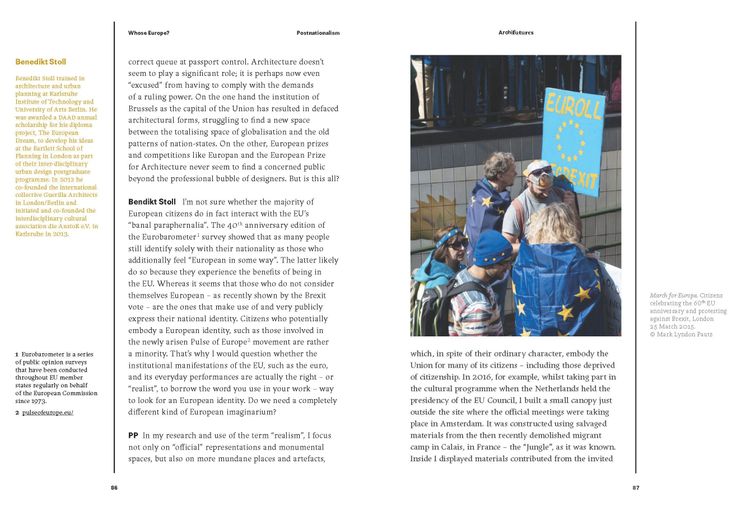 Whose Europe?
Postnationalism
Benedikt Stoll
Benedikt Stoll trained in
architecture and urban
planning at Karlsruhe
Institute of Technology and
University of Arts Berlin. He
was awarded a DAAD annual
scholarship for his diploma
project, The European
Dream, to develop his ideas
at the Bartlett School of
Planning in London as part
of their inter-disciplinary
urban design postgraduate
programme. In 2012 he
co-founded the international
collective Guerilla Architects
in London/Berlin and
initiated and co-founded the
interdisciplinary cultural
association die Anstoß e.V. in
Karlsruhe in 2013.
1 Eurobarometer is a series
of public opinion surveys
that have been conducted
throughout EU member
states regularly on behalf
of the European Commission
since 1973.
2 pulseofeurope.eu/
correct queue at passport control. Architecture doesn’t
seem to play a significant role; it is perhaps now even
“excused” from having to comply with the demands
of a ruling power. On the one hand the institution of
Brussels as the capital of the Union has resulted in defaced
architectural forms, struggling to find a new space
between the totalising space of globalisation and the old
patterns of nation-states. On the other, European prizes
and competitions like Europan and the European Prize
for Architecture never seem to find a concerned public
beyond the professional bubble of designers. But is this all?
Bendikt Stoll I’m not sure whether the majority of
European citizens do in fact interact with the EU’s
“banal paraphernalia”. The 40th anniversary edition of
the Eurobarometer1 survey showed that as many people
still identify solely with their nationality as those who
additionally feel “European in some way”. The latter likely
do so because they experience the benefits of being in
the EU. Whereas it seems that those who do not consider
themselves European – as recently shown by the Brexit
vote – are the ones that make use of and very publicly
express their national identity. Citizens who potentially
embody a European identity, such as those involved in
the newly arisen Pulse of Europe2 movement are rather
a minority. That’s why I would question whether the
institutional manifestations of the EU, such as the euro,
and its everyday performances are actually the right – or
“realist”, to borrow the word you use in your work – way
to look for an European identity. Do we need a completely
different kind of European imaginarium?
PP In my research and use of the term “realism”, I focus
not only on “official” representations and monumental
spaces, but also on more mundane places and artefacts,
86
Archifutures
EUROLL
BREXIT
March for Europe. Citizens
celebrating the 60th EU
anniversary and protesting
against Brexit, London
25 March 2015.
© Mark Lyndon Pautz
which, in spite of their ordinary character, embody the
Union for many of its citizens – including those deprived
of citizenship. In 2016, for example, whilst taking part in
the cultural programme when the Netherlands held the
presidency of the EU Council, I built a small canopy just
outside the site where the official meetings were taking
place in Amsterdam. It was constructed using salvaged
materials from the then recently demolished migrant
camp in Calais, in France – the “Jungle”, as it was known.
Inside I displayed materials contributed from the invited
87